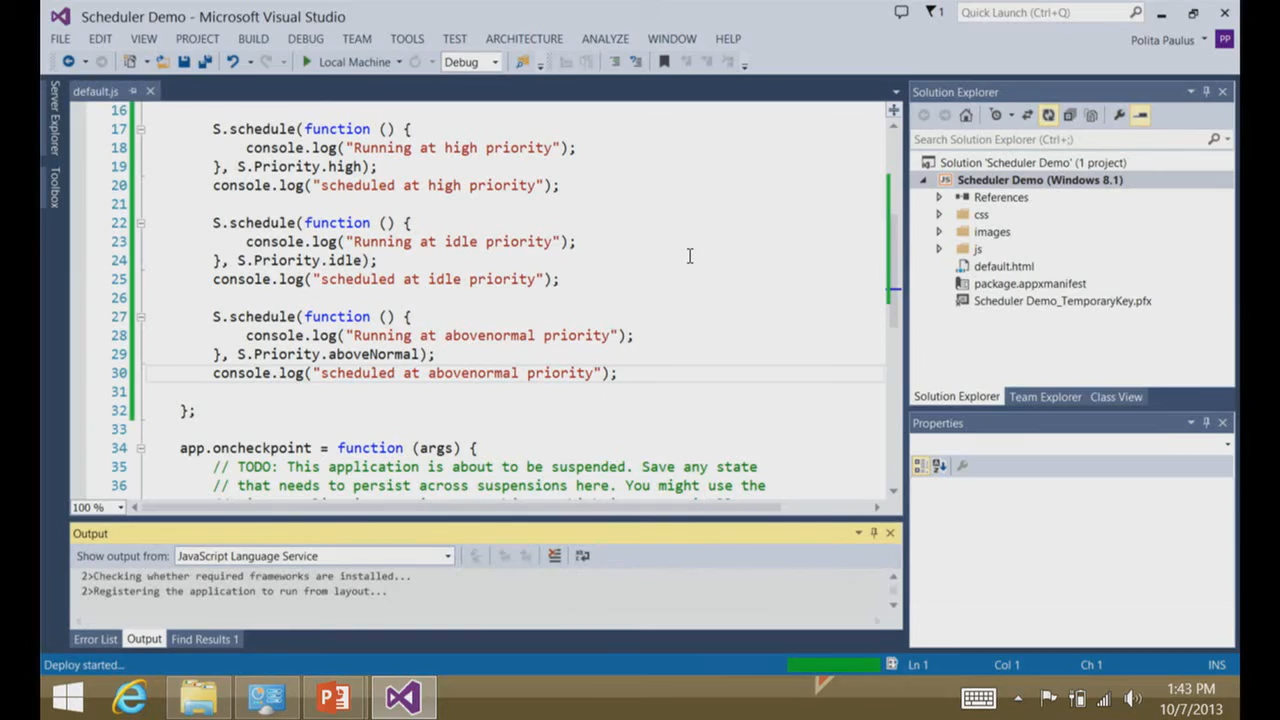 Scheduler Demo - Microsoft Visual Studio
1
Quick Launch (Ctrl+Q)
FILE EDIT VIEW PROJECT BUILD DEBUG TEAM TOOLS TEST ARCHITECTURE ANALYZE WINDOW HELP
Polita Paulus PP
Local Machine Debug
Server Explorer
Toolbox
default.js
16
17 S.schedule(function () {
18 console.log("Running at high priority");
19 }, S.Priority.high);
20 console.log("scheduled at high priority");
21
22 S.schedule(function () {
23 console.log("Running at idle priority");
24 }, S.Priority.idle);
25 console.log("scheduled at idle priority");
26
27 S.schedule(function () {
28 console.log("Running at abovenormal priority");
29 }, S.Priority.aboveNormal);
30 console.log("scheduled at abovenormal priority");
31
32 };
33
34 app.oncheckpoint = function (args) {
35 // TODO: This application is about to be suspended. Save any state
36 // that needs to persist across suspensions here. You might use the
100 %
Solution Explorer
Search Solution Explorer (Ctrl+;)
Solution 'Scheduler Demo' (1 project)
JS Scheduler Demo (Windows 8.1)
References
css
images
js
default.html
package.appxmanifest
Scheduler Demo_TemporaryKey.pfx
Solution Explorer Team Explorer Class View
Properties
Output
Show output from: JavaScript Language Service
2>Checking whether required frameworks are installed...
2>Registering the application to run from layout...
Error List Output Find Results 1
Deploy started...
Ln 1 Col 1 Ch 1 INS
1:43 PM
10/7/2013